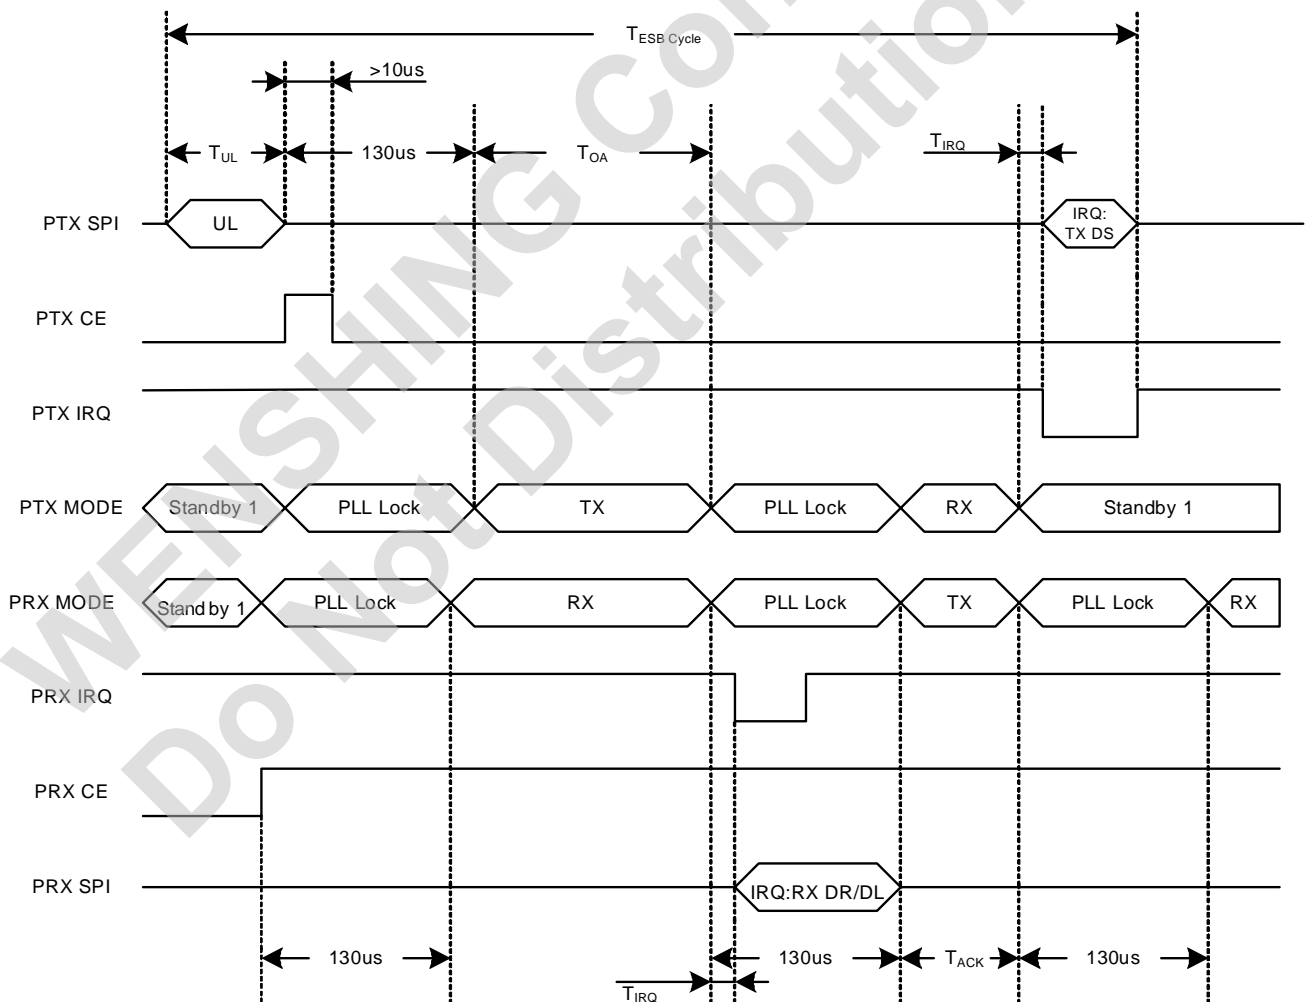 TESB Cycle
>10us
TUL
130us
TOA
TIRQ
PTX SPI
UL
IRQ:
TX DS
PTX CE
PTX IRQ
PTX MODE
Standby 1
PLL Lock
TX
PLL Lock
RX
Standby 1
PRX MODE
Standby 1
PLL Lock
RX
PLL Lock
TX
PLL Lock
RX
PRX IRQ
PRX CE
PRX SPI
IRQ:RX DR/DL
130us
130us
TACK
130us
TIRQ
WENSHING
Do Not Distribution